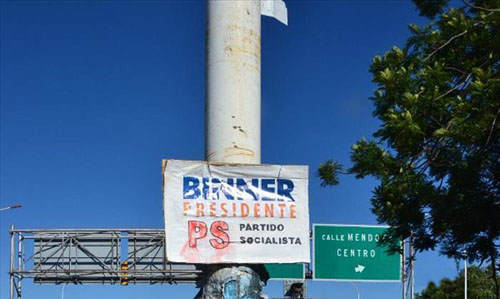 BINNER
PRESIDENTE
PS PARTIDO
SOCIALISTA
CALLE MENDO
CENTRO